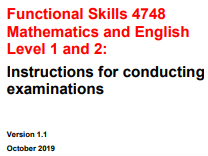 Functional Skills 4748
Mathematics and English
Level 1 and 2:
Instructions for conducting
examinations
Version 1.1
October 2019